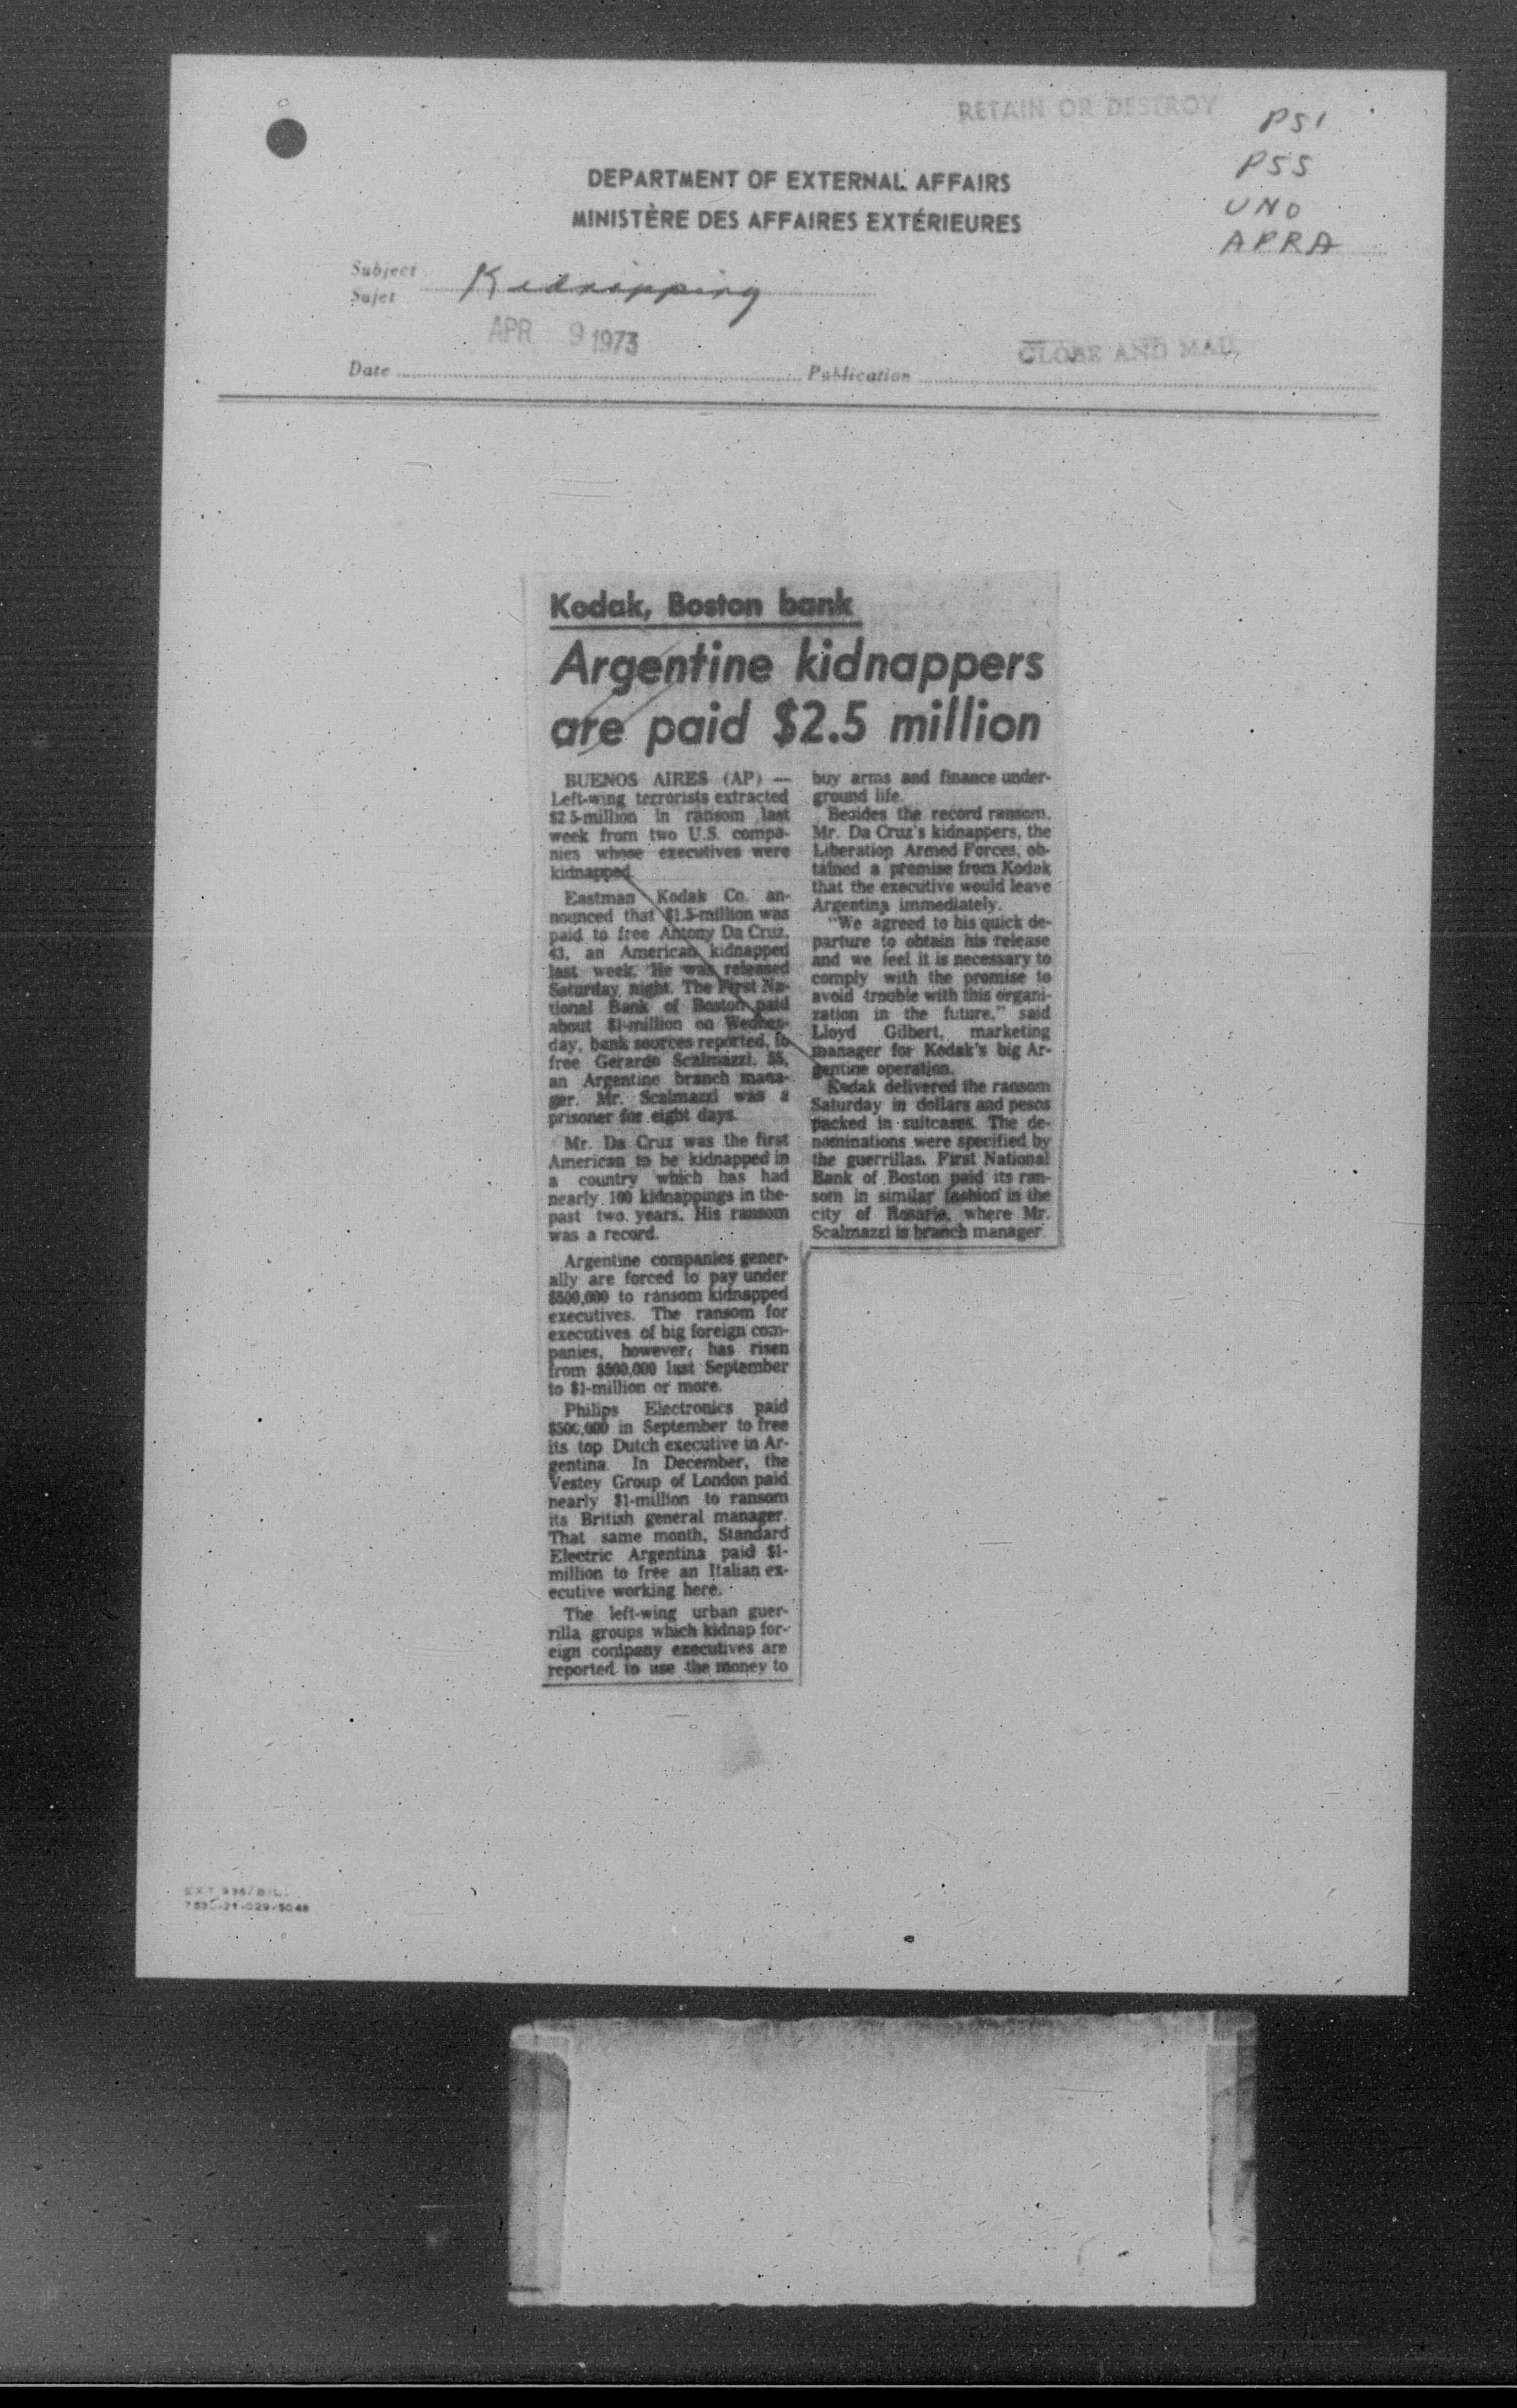 RETAIN OR DESTROY
PSI
PSS
UNO
APRA
DEPARTMENT OF EXTERNAL AFFAIRS
MINISTÈRE DES AFFAIRES EXTÉRIEURES
Subject
Sujet
Kidnapping
APR 9 1973
CLOBE AND MAIL
Date
Publication
Kodak, Boston bank
Argentine kidnappers
are paid $2.5 million
BUENOS AIRES (AP) —
Left-wing terrorists extracted
$2.5-million in ransom last
week from two U.S. compa-
nies whose executives were
kidnapped.
Eastman Kodak Co. an-
nounced that $1.5-million was
paid to free Antony Da Cruz,
43, an American kidnapped
last week. He was released
Saturday night. The First Na-
tional Bank of Boston paid
about $1-million on Wednes-
day, bank sources reported, to
free Gerardo Scalmazzi, 55,
an Argentine branch mana-
ger. Mr. Scalmazzi was a
prisoner for eight days.
Mr. Da Cruz was the first
American to be kidnapped in
a country which has had
nearly 100 kidnappings in the
past two years. His ransom
was a record.
Argentine companies gener-
ally are forced to pay under
$500,000 to ransom kidnapped
executives. The ransom for
executives of big foreign com-
panies, however, has risen
from $500,000 last September
to $1-million or more.
Philips Electronics paid
$500,000 in September to free
its top Dutch executive in Ar-
gentina. In December, the
Vestey Group of London paid
nearly $1-million to ransom
its British general manager.
That same month, Standard
Electric Argentina paid $1-
million to free an Italian ex-
ecutive working here.
The left-wing urban guer-
rilla groups which kidnap for-
eign company executives are
reported to use the money to
buy arms and finance under-
ground life.
Besides the record ransom,
Mr. Da Cruz's kidnappers, the
Liberation Armed Forces, ob-
tained a promise from Kodak
that the executive would leave
Argentina immediately.
"We agreed to his quick de-
parture to obtain his release
and we feel it is necessary to
comply with the promise to
avoid trouble with this organi-
zation in the future," said
Lloyd Gilbert, marketing
manager for Kodak's big Ar-
gentine operation.
Kodak delivered the ransom
Saturday in dollars and pesos
packed in suitcases. The de-
nominations were specified by
the guerrillas. First National
Bank of Boston paid its ran-
som in similar fashion in the
city of Rosario, where Mr.
Scalmazzi is branch manager.
EXT 936/BIL.
7530-21-029-5048